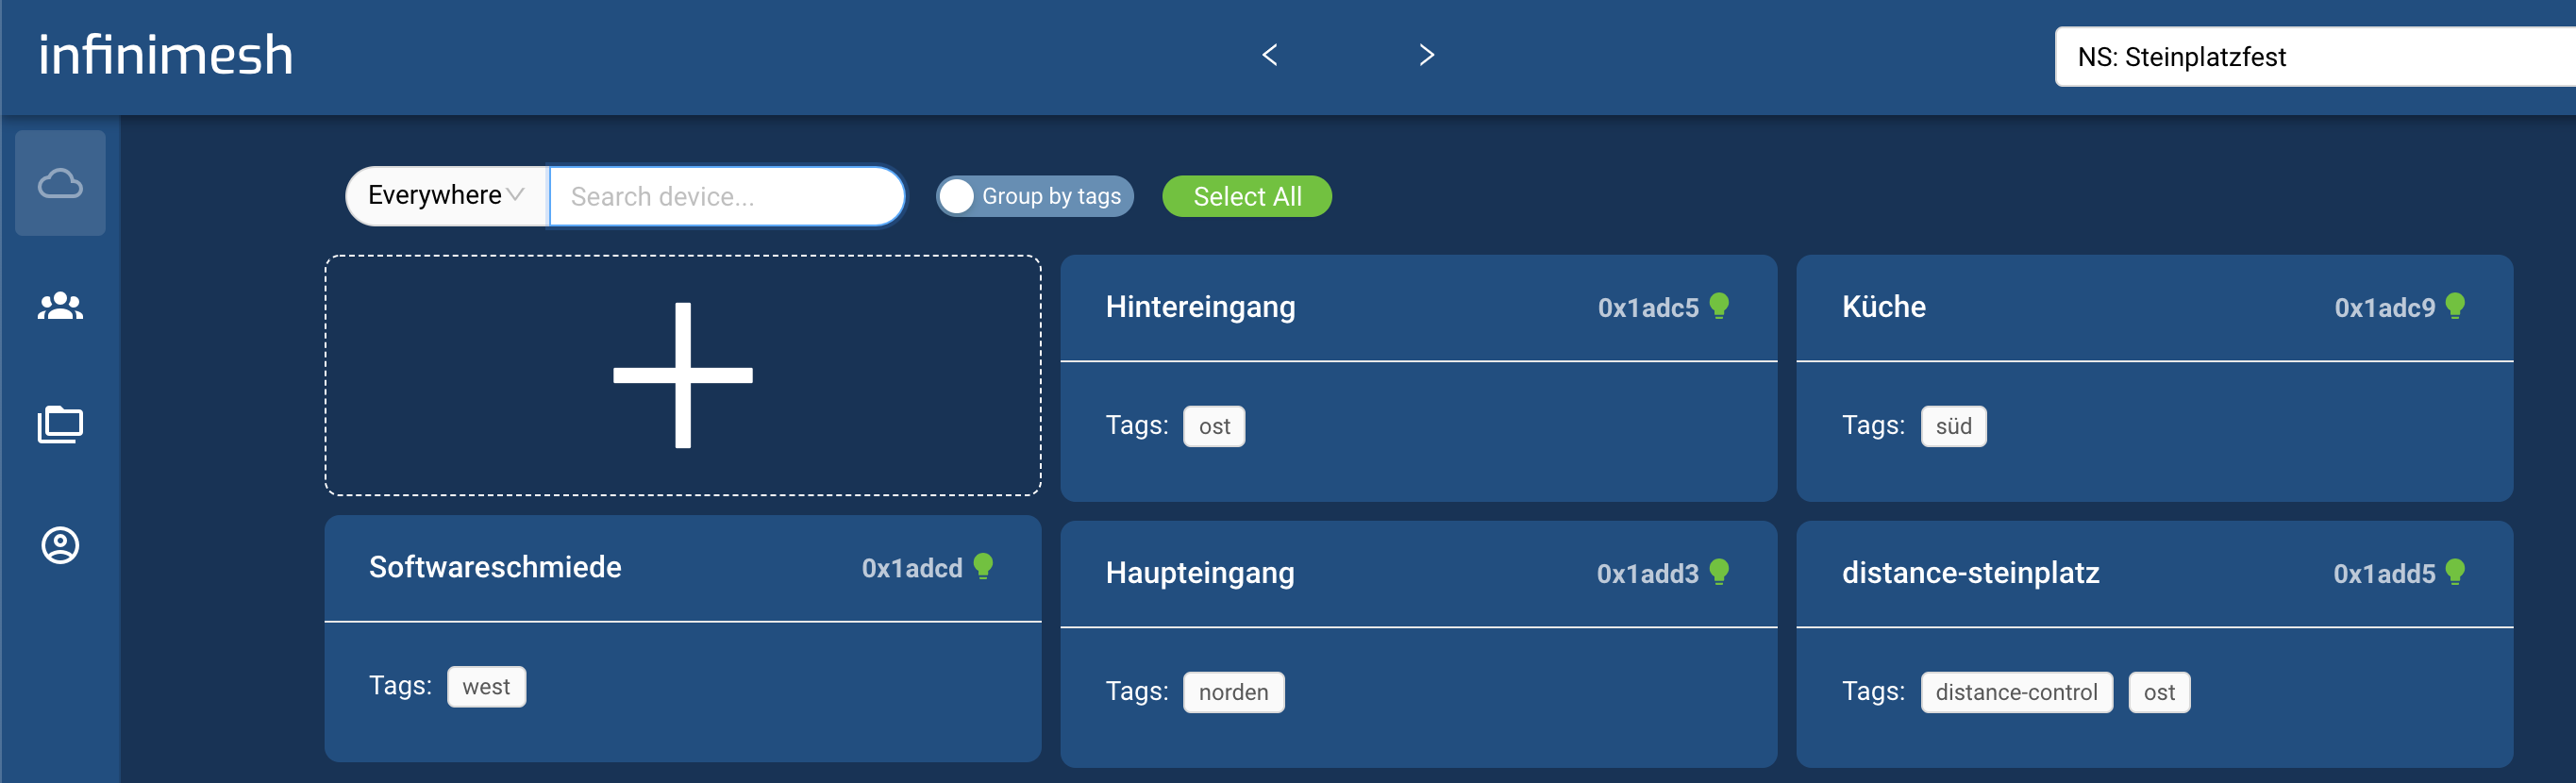 infinimesh
< >
NS: Steinplatzfest
Everywhere
Search device...
Group by tags
Select All
Hintereingang 0x1adc5
Tags: ost
Küche 0x1adc9
Tags: süd
Softwareschmiede 0x1adcd
Tags: west
Haupteingang 0x1add3
Tags: norden
distance-steinplatz 0x1add5
Tags: distance-control ost